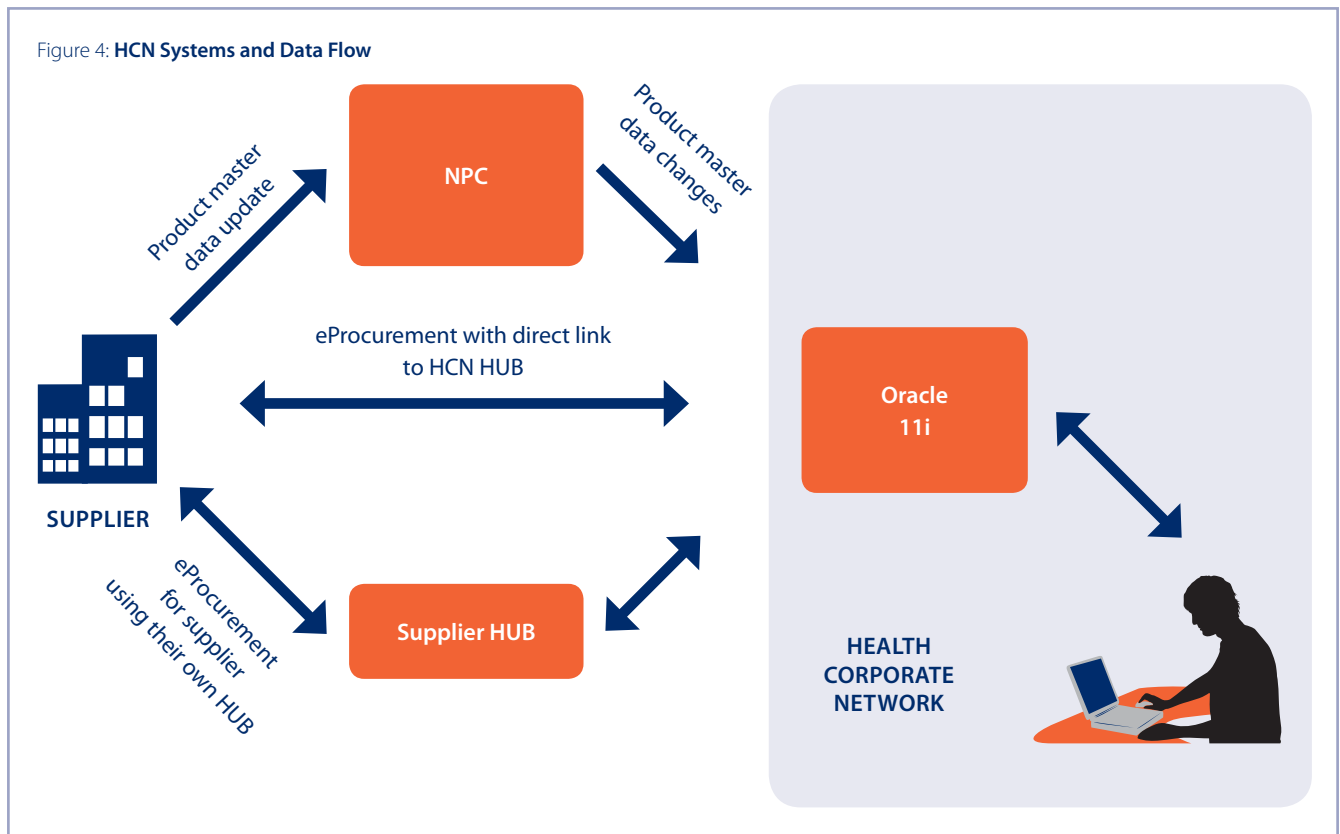 Figure 4: HCN Systems and Data Flow
Product master
data update
NPC
Product master
data changes
eProcurement with direct link
to HCN HUB
Oracle
11i
SUPPLIER
eProcurement
for supplier
using their own HUB
Supplier HUB
HEALTH
CORPORATE
NETWORK